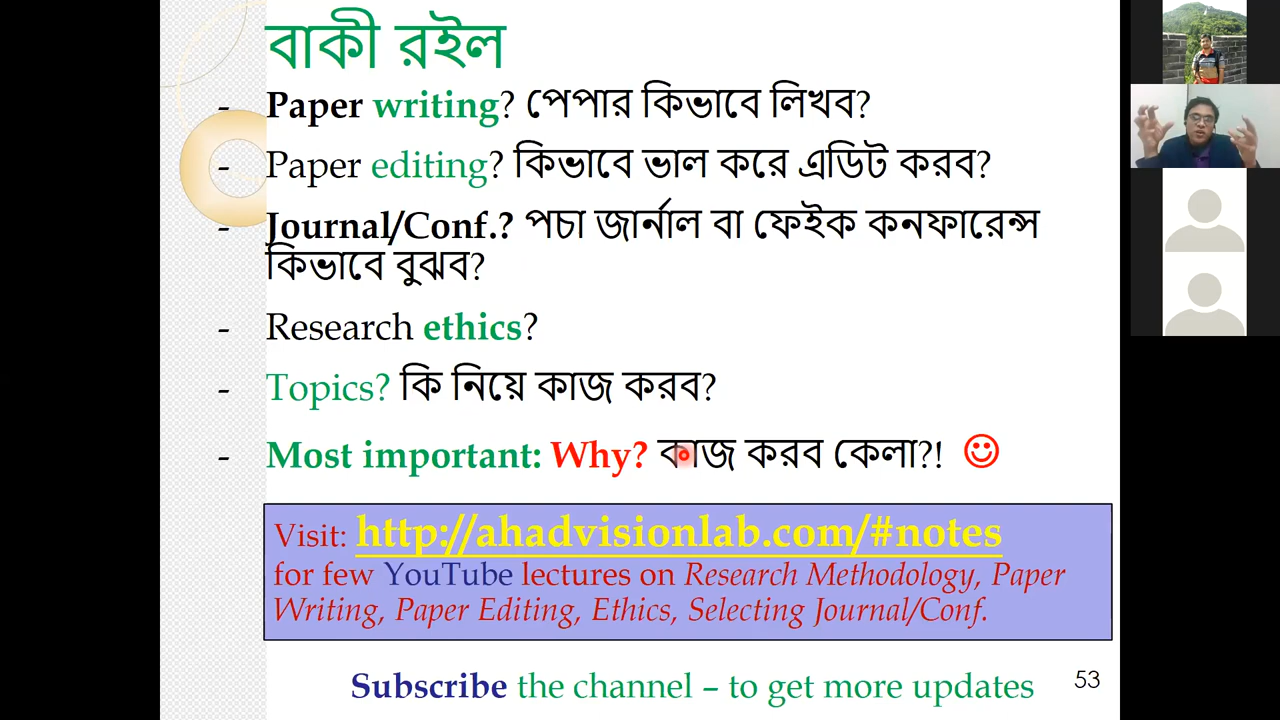 বাকী রইল
- Paper writing? পেপার কিভাবে লিখব?
- Paper editing? কিভাবে ভাল করে এডিট করব?
- Journal/Conf.? পচা জার্নাল বা ফেইক কনফারেন্স
কিভাবে বুঝব?
- Research ethics?
- Topics? কি নিয়ে কাজ করব?
- Most important: Why? কাজ করব কেলা?! ☺
Visit: http://ahadvisionlab.com/#notes
for few YouTube lectures on Research Methodology, Paper
Writing, Paper Editing, Ethics, Selecting Journal/Conf.
Subscribe the channel – to get more updates
53